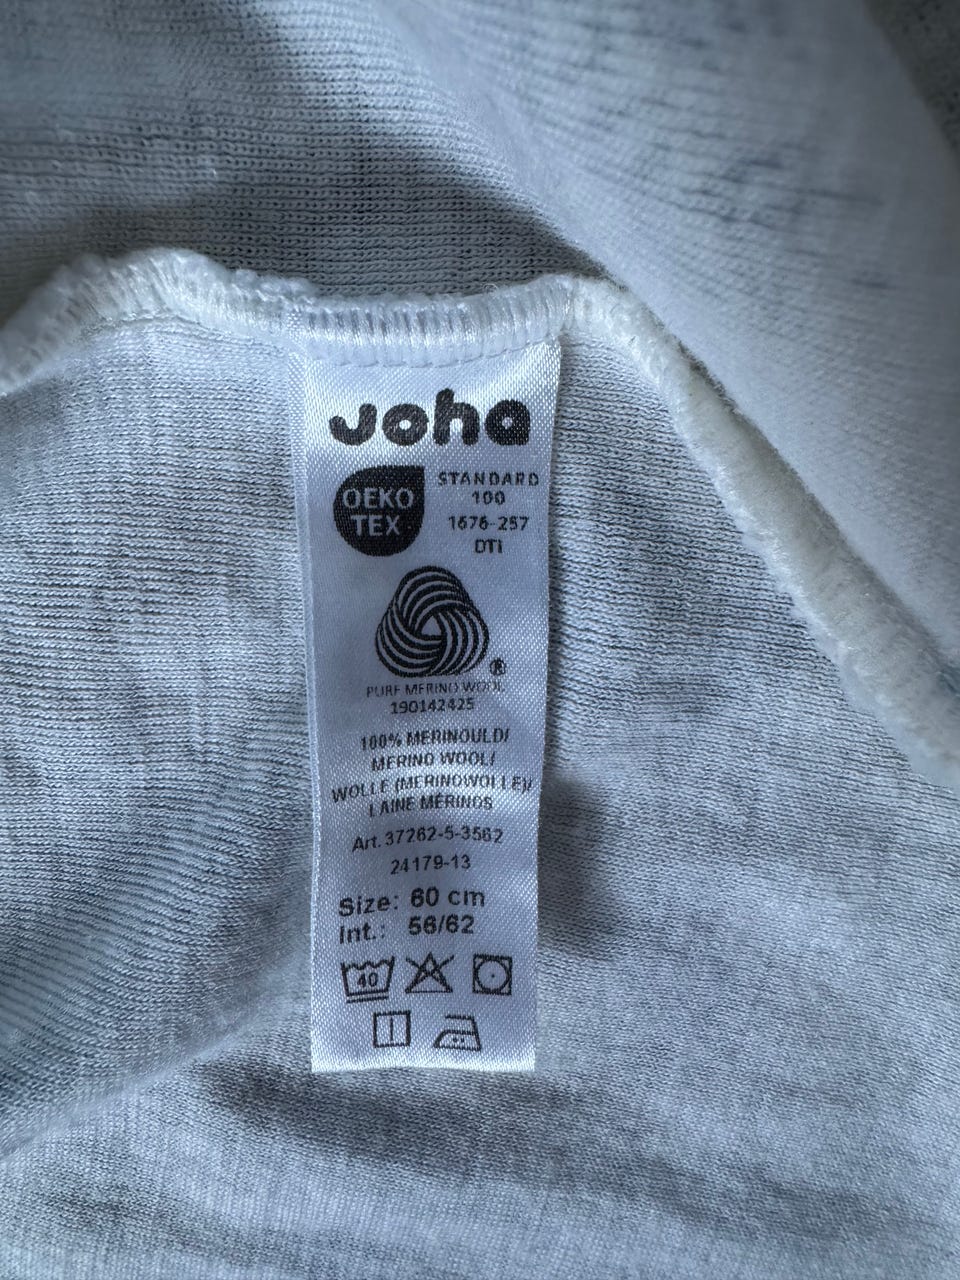 Joha
OEKO
TEX
STANDARD
100
1676-257
DTI
®
PURE MERINO WOOL
190142425
100% MERINOULD/
MERINO WOOL/
WOLLE (MERINOWOLLE)/
LAINE MÉRINOS
Art. 37262-5-3562
24179-13
Size: 60 cm
Int.: 56/62
40